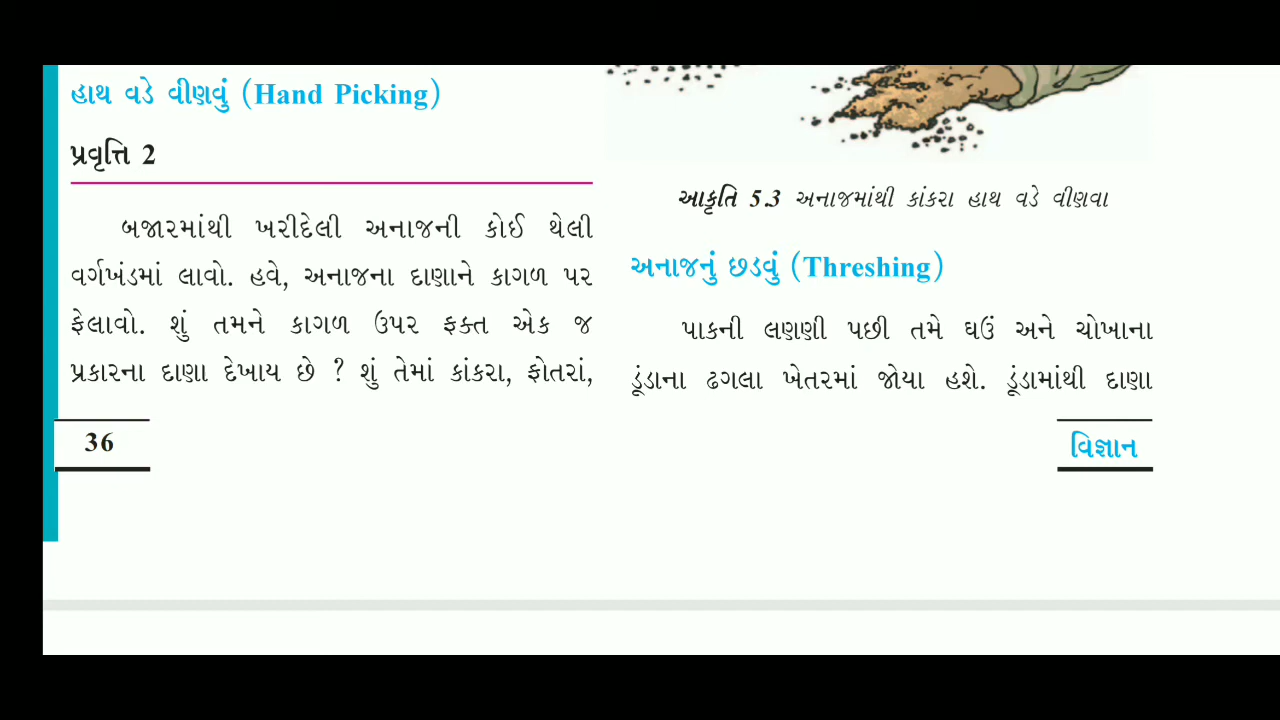 હાથ વડે વીણવું (Hand Picking)
પ્રવૃત્તિ 2
બજારમાંથી ખરીદેલી અનાજની કોઈ થેલી
વર્ગખંડમાં લાવો. હવે, અનાજના દાણાને કાગળ પર
ફેલાવો. શું તમને કાગળ ઉપર ફક્ત એક જ
પ્રકારના દાણા દેખાય છે ? શું તેમાં કાંકરા, ફોતરાં,
36
આકૃતિ 5.3 અનાજમાંથી કાંકરા હાથ વડે વીણવા
અનાજનું છડવું (Threshing)
પાકની લણણી પછી તમે ઘઉં અને ચોખાના
ડૂંડાના ઢગલા ખેતરમાં જોયા હશે. ડૂંડામાંથી દાણા
વિજ્ઞાન